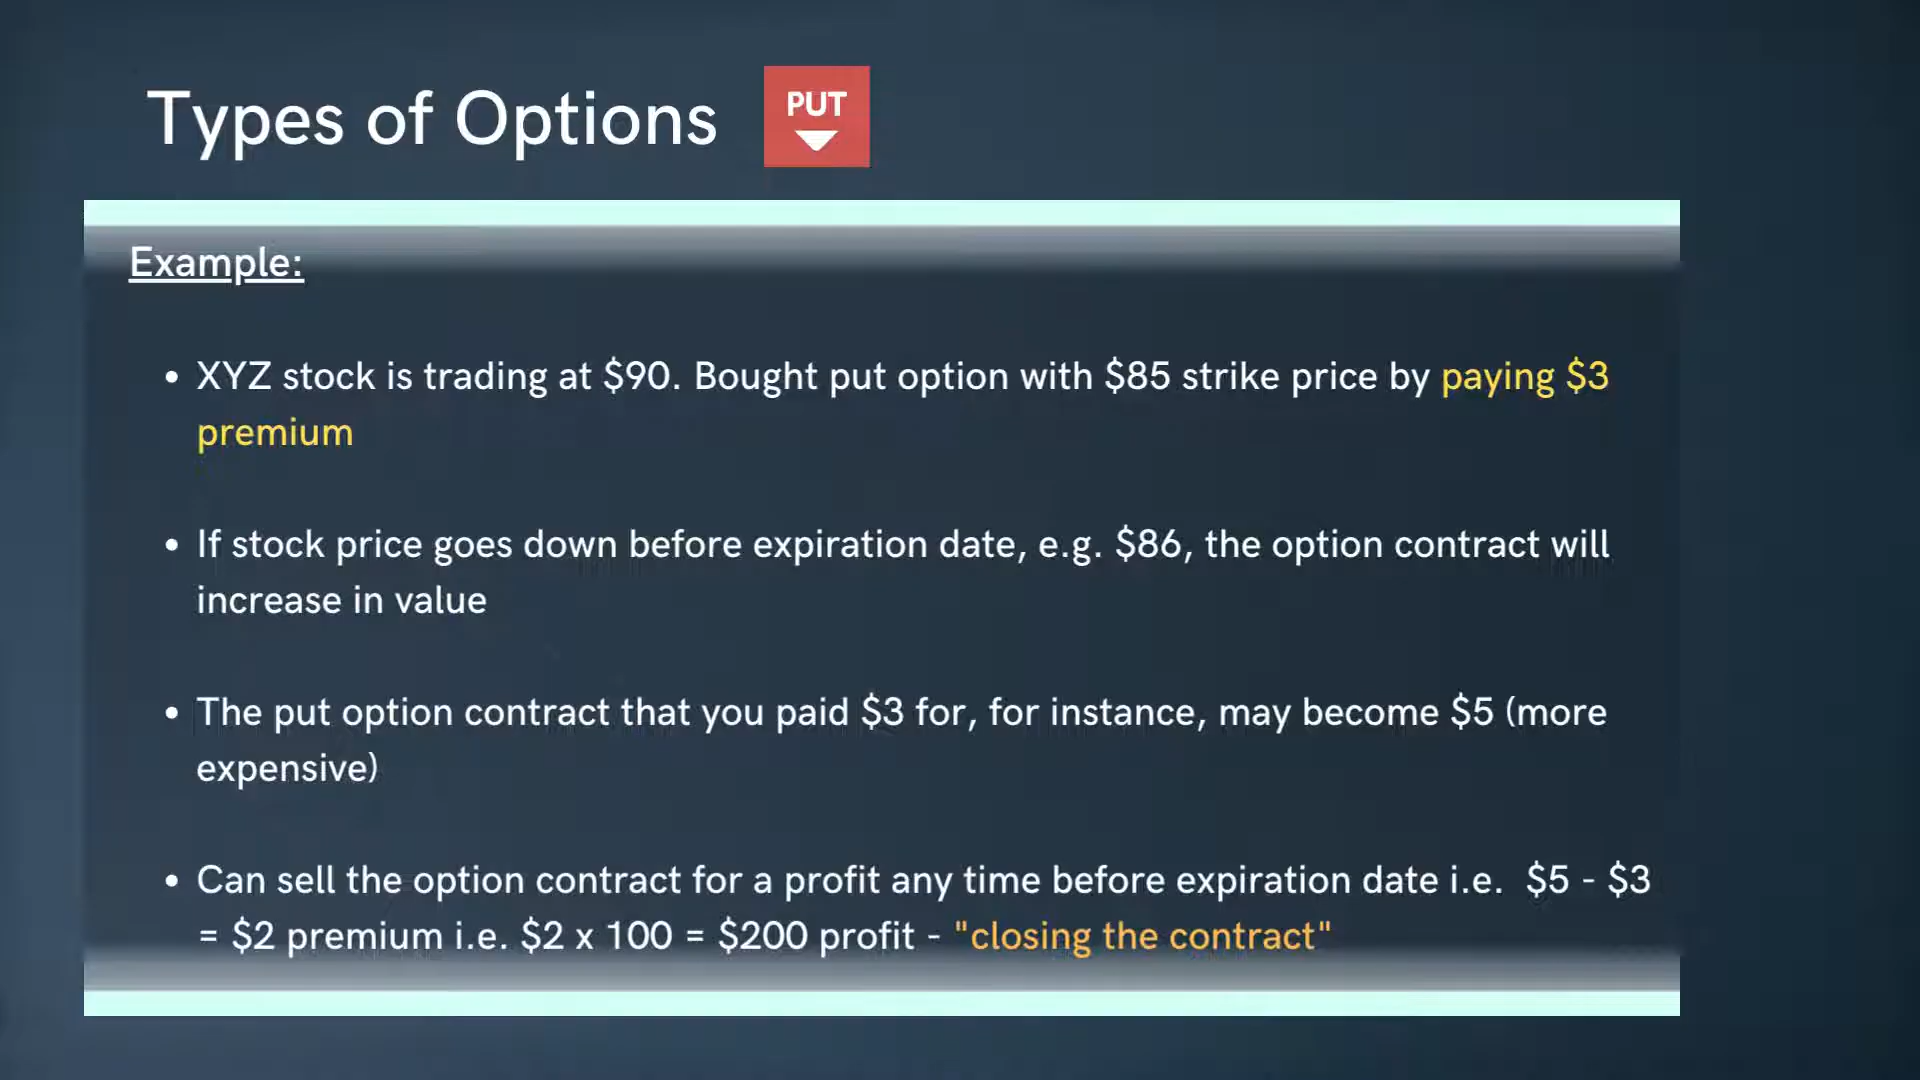 Types of Options
PUT
Example:
• XYZ stock is trading at $90. Bought put option with $85 strike price by paying $3
premium
• If stock price goes down before expiration date, e.g. $86, the option contract will
increase in value
• The put option contract that you paid $3 for, for instance, may become $5 (more
expensive)
• Can sell the option contract for a profit any time before expiration date i.e.  $5 - $3
= $2 premium i.e. $2 x 100 = $200 profit - "closing the contract"